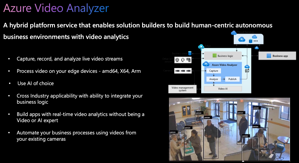 Azure Video Analyzer
A hybrid platform service that enables solution builders to build human-centric autonomous
business environments with video analytics
• Capture, record, and analyze live video streams
• Process video on your edge devices - amd64, X64, Arm
• Use AI of choice
• Cross Industry applicability with ability to integrate your
business logic
• Build apps with real-time video analytics without being a
Video or AI expert
• Automate your business processes using videos from
your existing cameras
Azure Video Analyzer
Capture